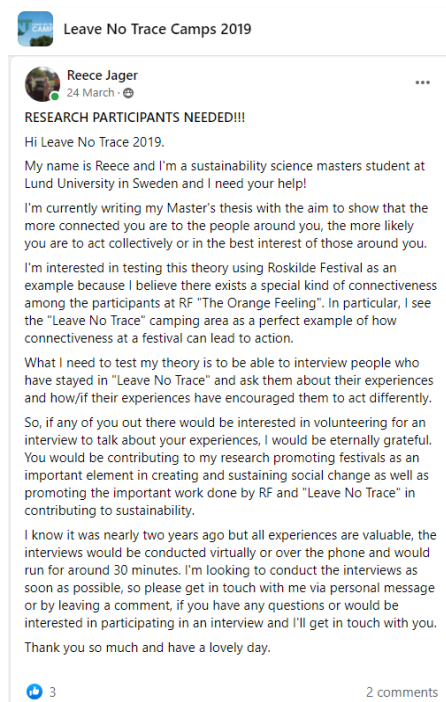 Leave No Trace Camps 2019
Reece Jager
24 March ·
RESEARCH PARTICIPANTS NEEDED!!!
Hi Leave No Trace 2019.
My name is Reece and I'm a sustainability science masters student at
Lund University in Sweden and I need your help!
I'm currently writing my Master's thesis with the aim to show that the
more connected you are to the people around you, the more likely
you are to act collectively or in the best interest of those around you.
I'm interested in testing this theory using Roskilde Festival as an
example because I believe there exists a special kind of connectiveness
among the participants at RF "The Orange Feeling". In particular, I see
the "Leave No Trace" camping area as a perfect example of how
connectiveness at a festival can lead to action.
What I need to test my theory is to be able to interview people who
have stayed in "Leave No Trace" and ask them about their experiences
and how/if their experiences have encouraged them to act differently.
So, if any of you out there would be interested in volunteering for an
interview to talk about your experiences, I would be eternally grateful.
You would be contributing to my research promoting festivals as an
important element in creating and sustaining social change as well as
promoting the important work done by RF and "Leave No Trace" in
contributing to sustainability.
I know it was nearly two years ago but all experiences are valuable, the
interviews would be conducted virtually or over the phone and would
run for around 30 minutes. I'm looking to conduct the interviews as
soon as possible, so please get in touch with me via personal message
or by leaving a comment, if you have any questions or would be
interested in participating in an interview and I'll get in touch with you.
Thank you so much and have a lovely day.
3
2 comments